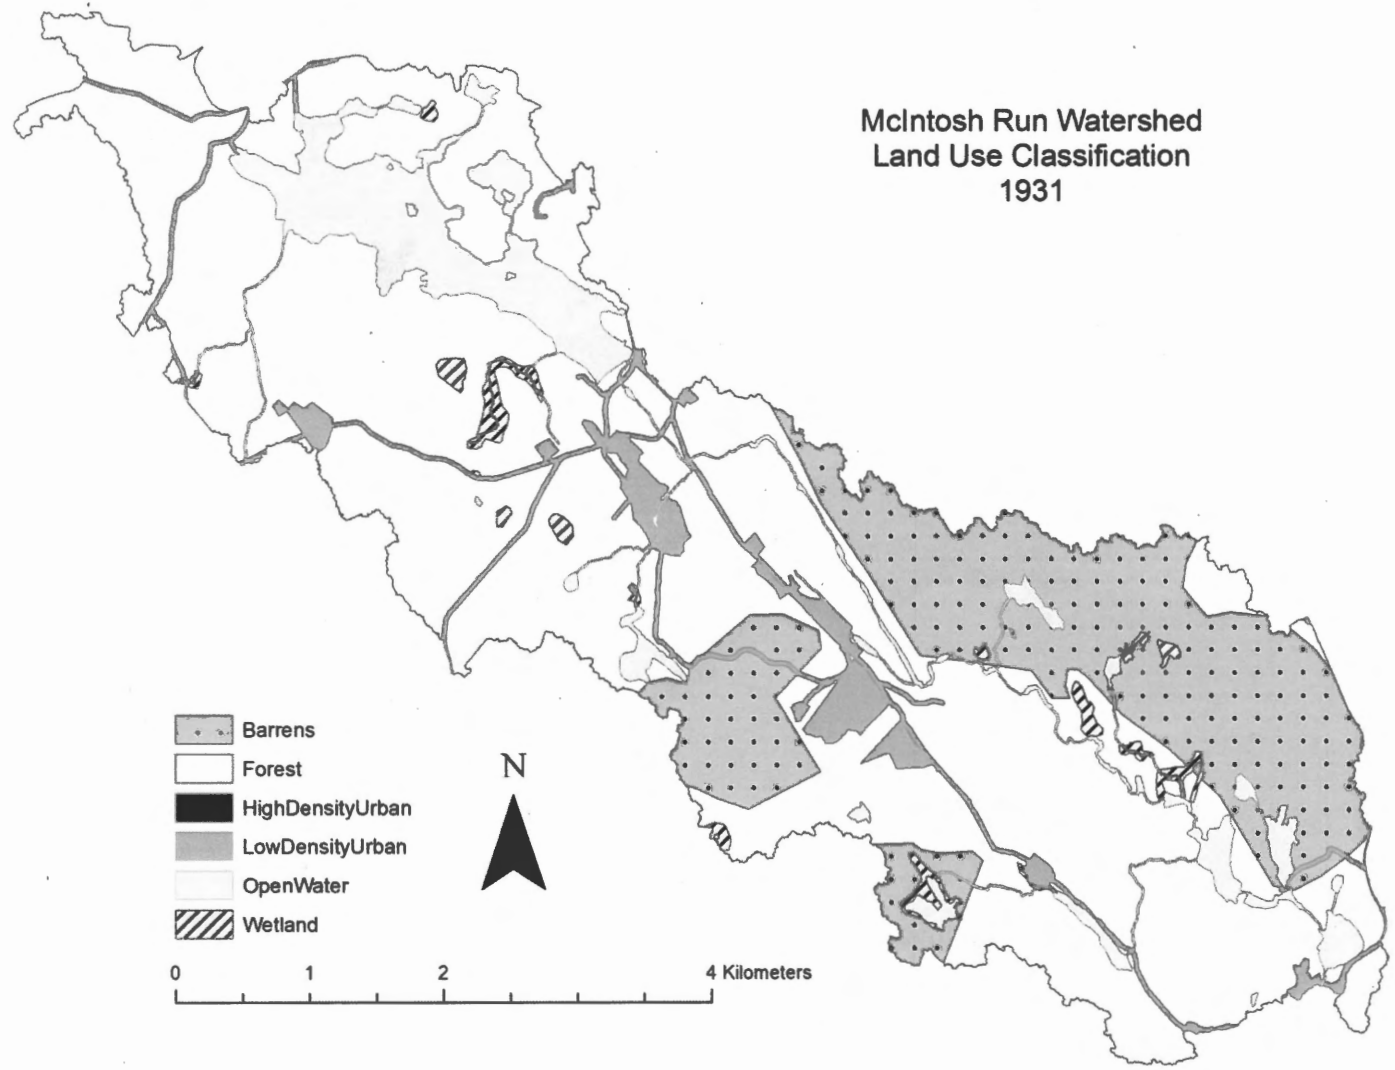 McIntosh Run Watershed
Land Use Classification
1931
Barrens
Forest
HighDensityUrban
LowDensityUrban
OpenWater
Wetland
N
0 1 2 4 Kilometers